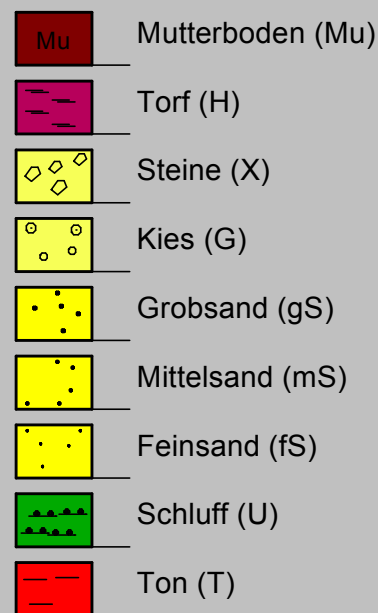 Mu Mutterboden (Mu)
Torf (H)
Steine (X)
Kies (G)
Grobsand (gS)
Mittelsand (mS)
Feinsand (fS)
Schluff (U)
Ton (T)